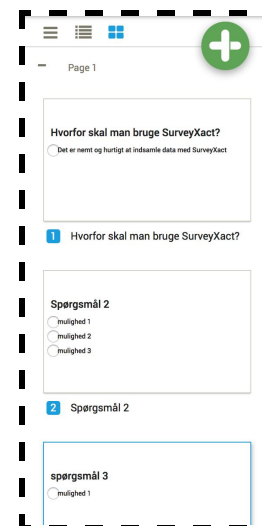 Page 1
Hvorfor skal man bruge SurveyXact?
Det er nemt og hurtigt at indsamle data med SurveyXact
1 Hvorfor skal man bruge SurveyXact?
Spørgsmål 2
mulighed 1
mulighed 2
mulighed 3
2 Spørgsmål 2
spørgsmål 3
mulighed 1